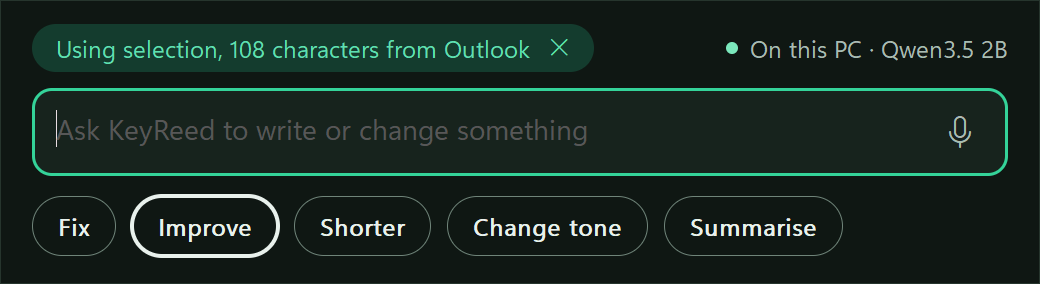 Using selection, 108 characters from Outlook
On this PC · Qwen3.5 2B
Ask KeyReed to write or change something
Fix
Improve
Shorter
Change tone
Summarise